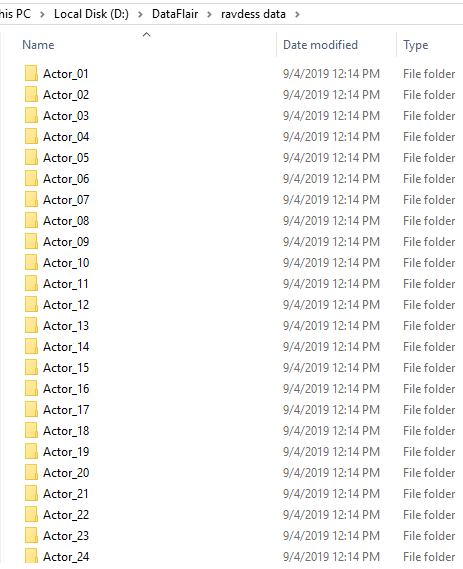 his PC > Local Disk (D:) > DataFlair > ravdess data >
Name Date modified Type
Actor_01 9/4/2019 12:14 PM File folder
Actor_02 9/4/2019 12:14 PM File folder
Actor_03 9/4/2019 12:14 PM File folder
Actor_04 9/4/2019 12:14 PM File folder
Actor_05 9/4/2019 12:14 PM File folder
Actor_06 9/4/2019 12:14 PM File folder
Actor_07 9/4/2019 12:14 PM File folder
Actor_08 9/4/2019 12:14 PM File folder
Actor_09 9/4/2019 12:14 PM File folder
Actor_10 9/4/2019 12:14 PM File folder
Actor_11 9/4/2019 12:14 PM File folder
Actor_12 9/4/2019 12:14 PM File folder
Actor_13 9/4/2019 12:14 PM File folder
Actor_14 9/4/2019 12:14 PM File folder
Actor_15 9/4/2019 12:14 PM File folder
Actor_16 9/4/2019 12:14 PM File folder
Actor_17 9/4/2019 12:14 PM File folder
Actor_18 9/4/2019 12:14 PM File folder
Actor_19 9/4/2019 12:14 PM File folder
Actor_20 9/4/2019 12:14 PM File folder
Actor_21 9/4/2019 12:14 PM File folder
Actor_22 9/4/2019 12:14 PM File folder
Actor_23 9/4/2019 12:14 PM File folder
Actor_24 9/4/2019 12:14 PM File folder